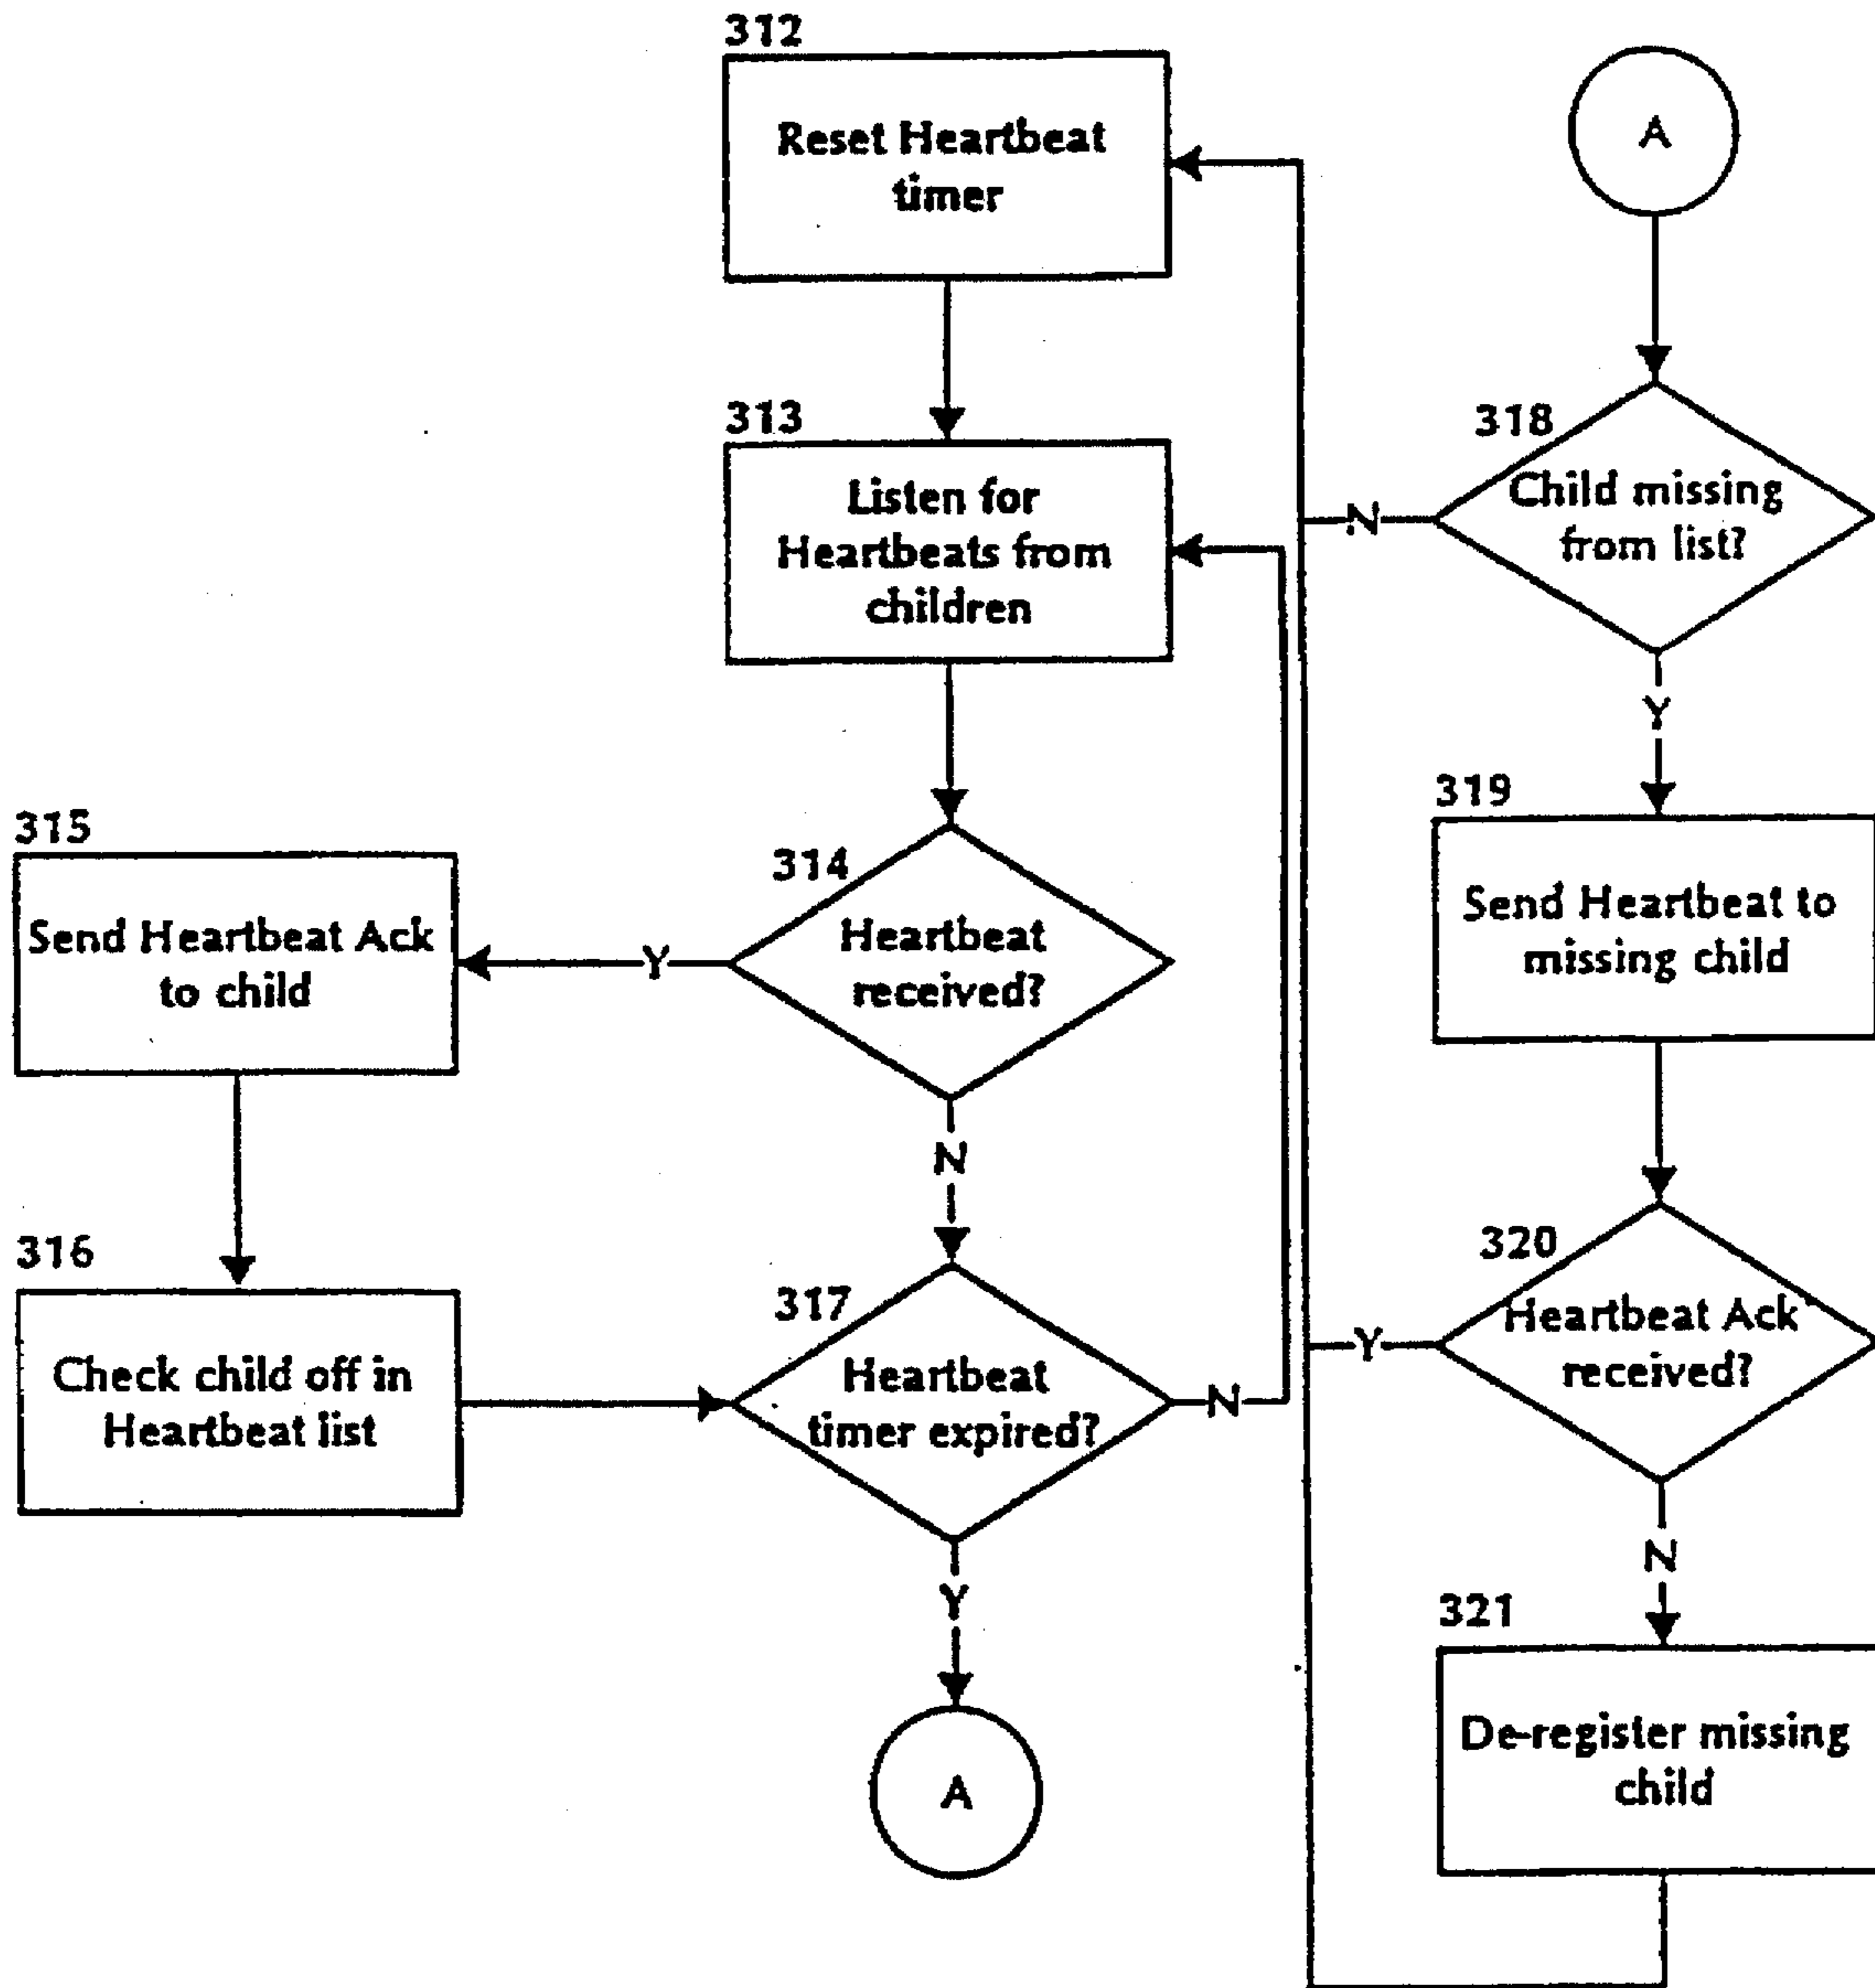 312
Reset Heartbeat
timer
313
Listen for
Heartbeats from
children
314
Heartbeat
received?
Y
N
315
Send Heartbeat Ack
to child
316
Check child off in
Heartbeat list
317
Heartbeat
timer expired?
N
Y
A
A
318
Child missing
from list?
N
Y
319
Send Heartbeat to
missing child
320
Heartbeat Ack
received?
Y
N
321
De-register missing
child